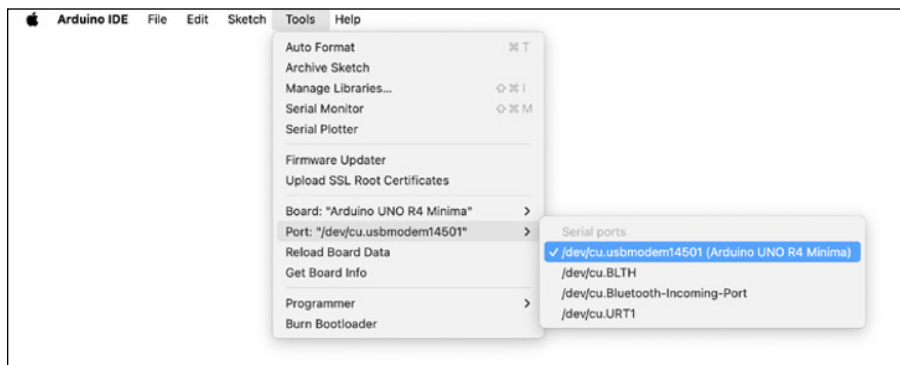 Arduino IDE File Edit Sketch Tools Help
Auto Format ⌘ T
Archive Sketch
Manage Libraries... ⇧ ⌘ I
Serial Monitor ⇧ ⌘ M
Serial Plotter
Firmware Updater
Upload SSL Root Certificates
Board: "Arduino UNO R4 Minima" >
Port: "/dev/cu.usbmodem14501" >
Reload Board Data
Get Board Info
Programmer >
Burn Bootloader
Serial ports
✓ /dev/cu.usbmodem14501 (Arduino UNO R4 Minima)
/dev/cu.BLTH
/dev/cu.Bluetooth-Incoming-Port
/dev/cu.URT1